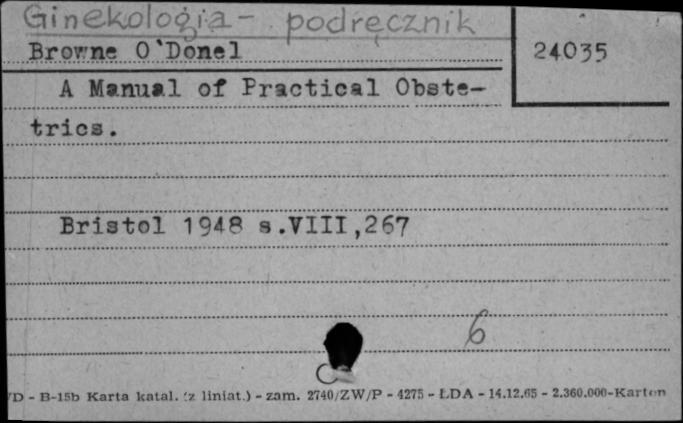 Ginekologia - podręcznik
Browne O'Donel
24035
A Manual of Practical Obste-
trics.
Bristol 1948 s.VIII,267
6
D - B-15b Karta katal. (z liniat.) - zam. 2740/ZW/P - 4275 - ŁDA - 14.12.65 - 2.360.000-Karton